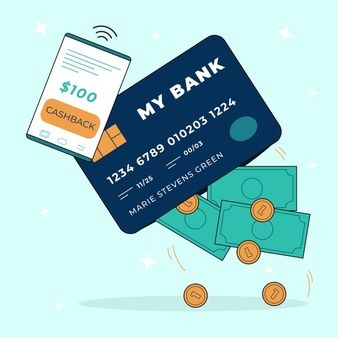 $100
CASHBACK
MY BANK
1234 6789 010203 1224
11/25 00/03
MARIE STEVENS GREEN